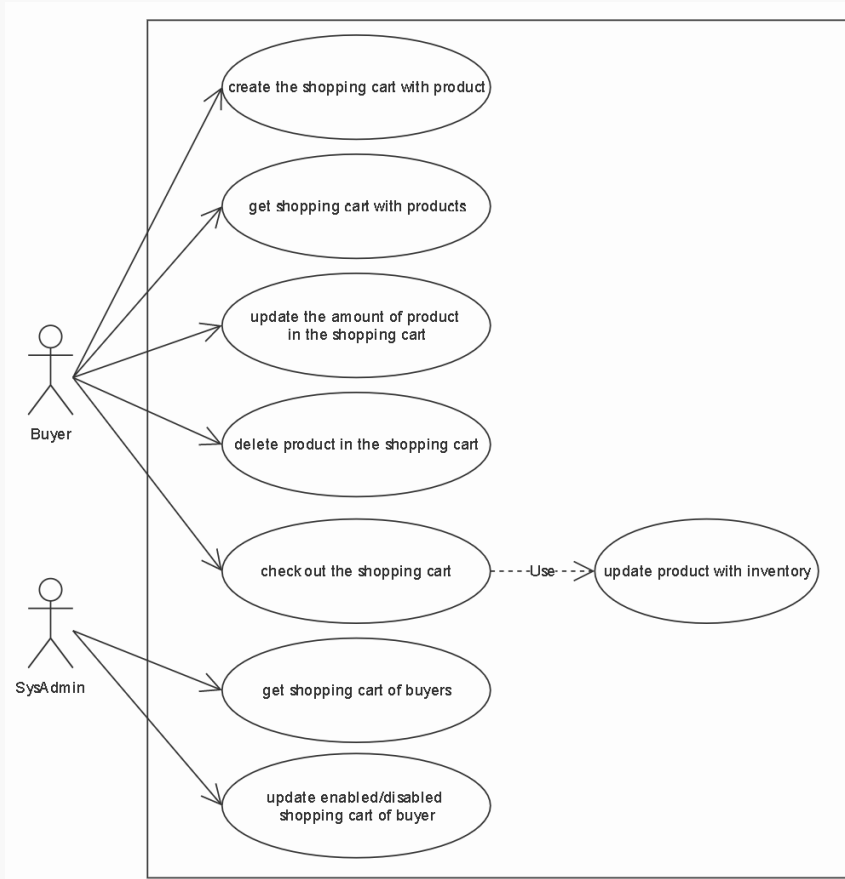 create the shopping cart with product
get shopping cart with products
update the amount of product
in the shopping cart
Buyer
delete product in the shopping cart
check out the shopping cart
Use
update product with inventory
SysAdmin
get shopping cart of buyers
update enabled/disabled
shopping cart of buyer